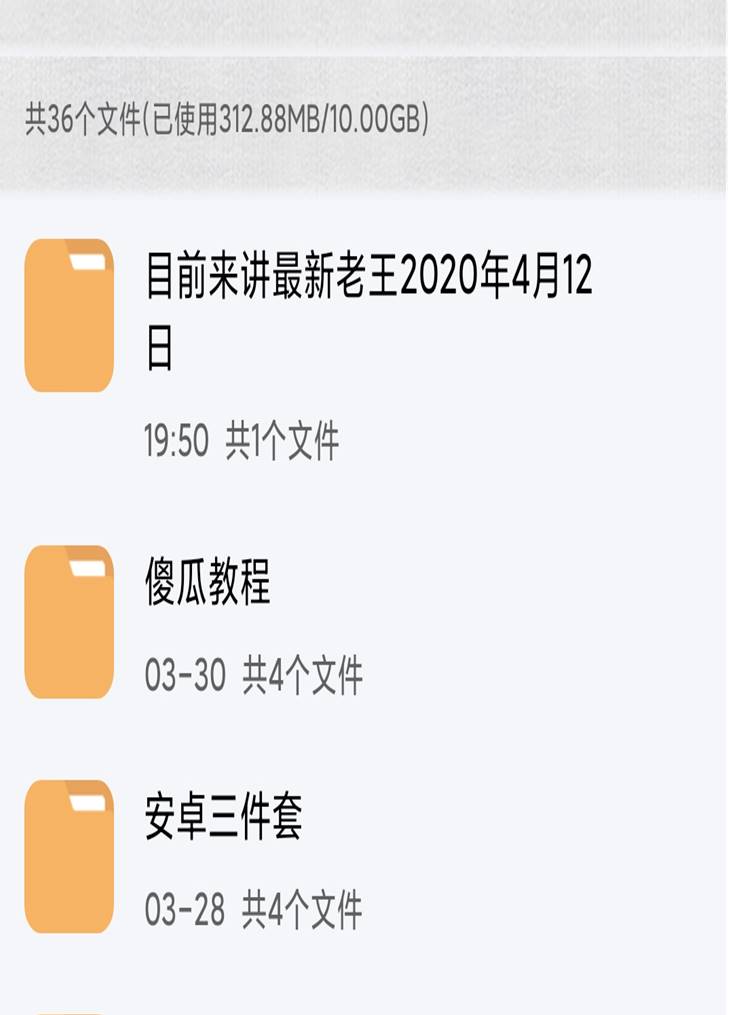 共36个文件(已使用312.88MB/10.00GB)
目前来讲最新老王2020年4月12
日
19:50 共1个文件
傻瓜教程
03-30 共4个文件
安卓三件套
03-28 共4个文件